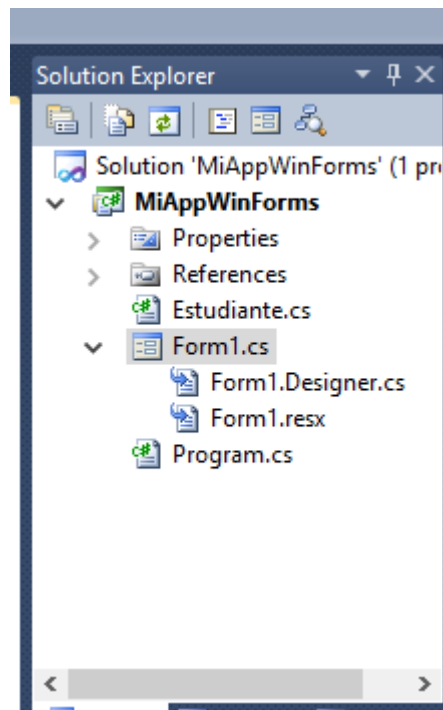 Solution Explorer
Solution 'MiAppWinForms' (1 pr
MiAppWinForms
Properties
References
Estudiante.cs
Form1.cs
Form1.Designer.cs
Form1.resx
Program.cs